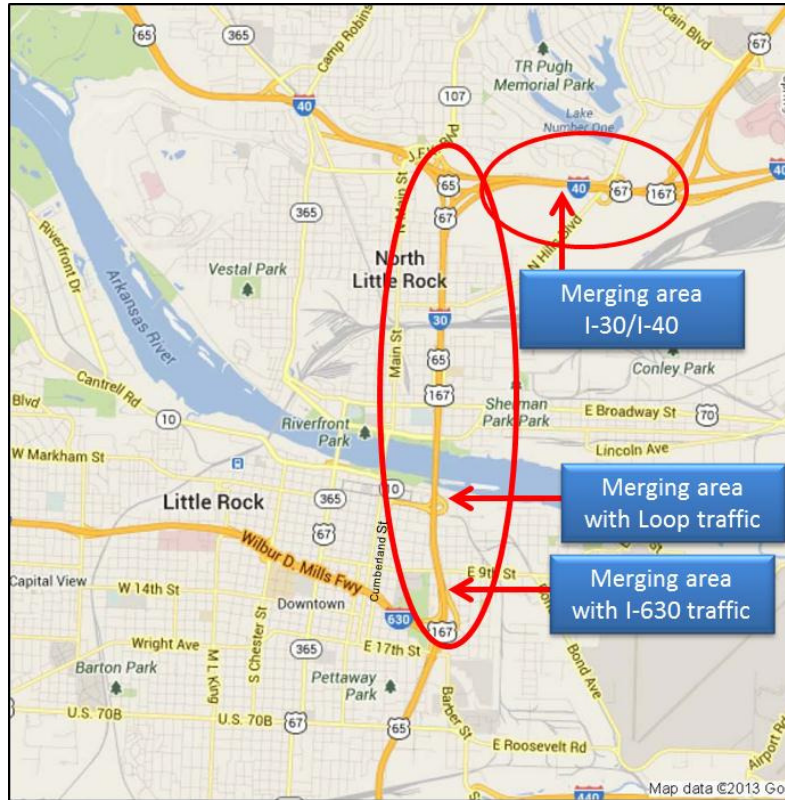 65
365
Camp Robins
McCain Blvd
67
TR Pugh
Memorial Park
107
40
Lake
Number One
J.F.K. Blvd
65
40
67
167
40
67
N Main St
365
N Hills Blvd
Riverfront Dr
Vestal Park
North
Little Rock
Merging area
I-30/I-40
30
Arkansas River
Main St
65
Conley Park
Cantrell Rd
167
Sherman
Park
Park
Blvd
10
Riverfront
Park
E Broadway St
70
Lincoln Ave
W Markham St
10
Merging area
with Loop traffic
Little Rock
365
67
Cumberland St
Wilbur D. Mills Fwy
E 9th St
Merging area
with I-630 traffic
Capital View
W 14th St
Downtown
630
167
Wright Ave
S Chester St
365
E 17th St
Bond Ave
Barton Park
M L King
Pettaway
Park
Barber St
U.S. 70B
U.S. 70B
67
65
E Roosevelt Rd
Airport Rd
440
Map data ©2013 Go